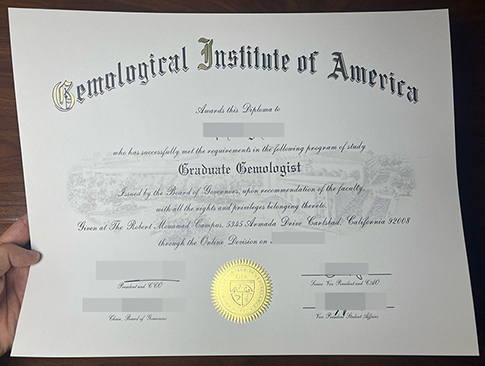 Gemological Institute of America
Awards this Diploma to
who has successfully met the requirements in the following program of study
Graduate Gemologist
Issued by the Board of Governors, upon recommendation of the faculty,
with all the rights and privileges belonging thereto.
Given at The Robert Mouawad Campus, 5345 Armada Drive Carlsbad, California 92008
through the Online Division on
President and CEO
Senior Vice President and CAO
Chair, Board of Governors
Vice President Student Affairs